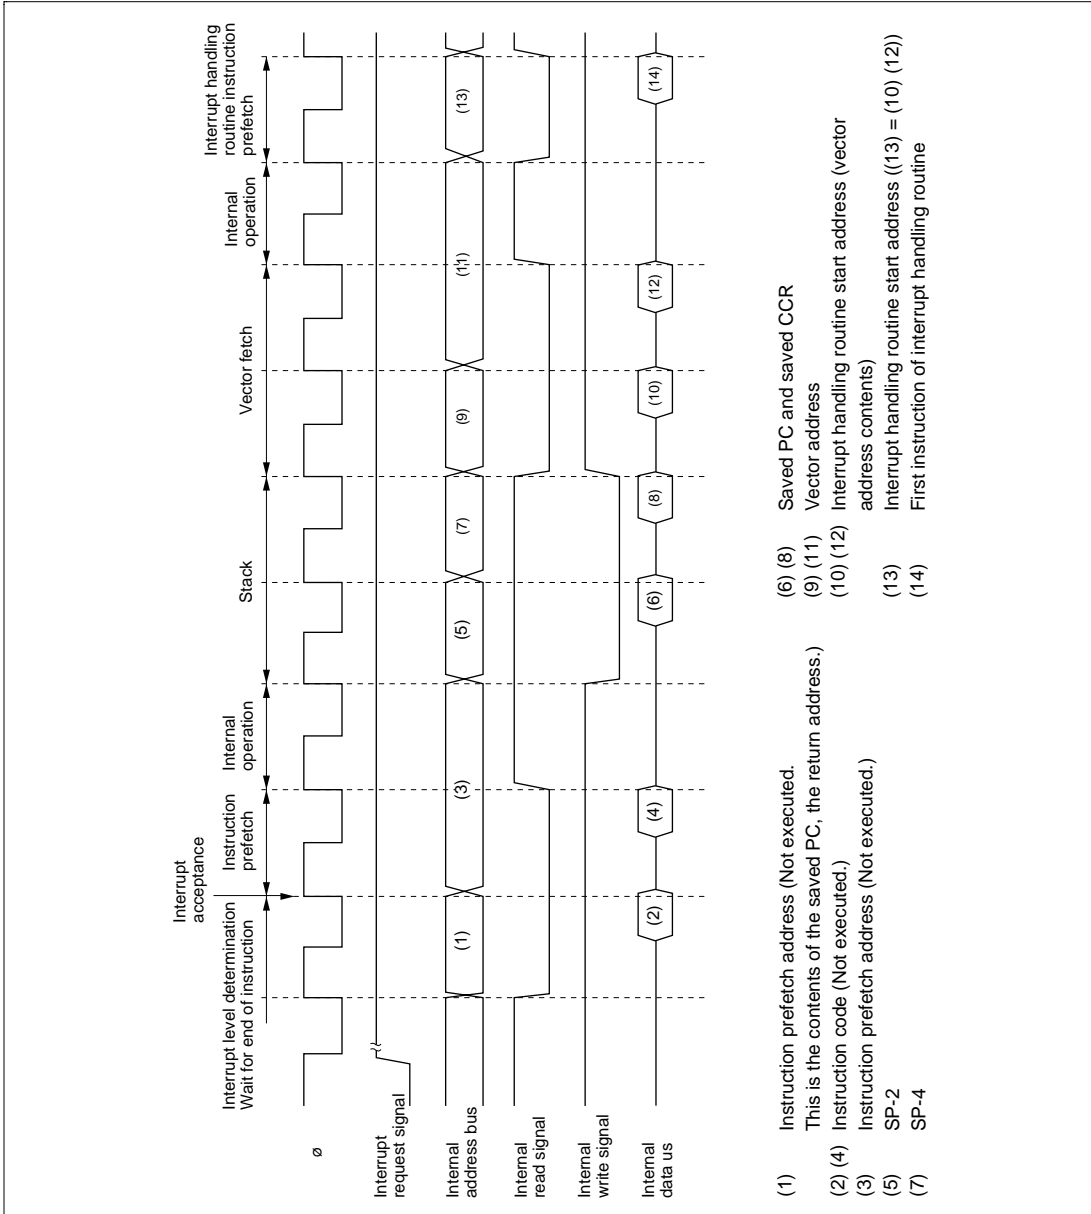 Interrupt
acceptance
Interrupt level determination
Wait for end of instruction
Instruction
prefetch
Internal
operation
Stack
Vector fetch
Internal
operation
Interrupt handling
routine instruction
prefetch
ø
Interrupt
request signal
Internal
address bus
(1)
(3)
(5)
(7)
(9)
(11)
(13)
Internal
read signal
Internal
write signal
Internal
data us
(2)
(4)
(6)
(8)
(10)
(12)
(14)
(1) Instruction prefetch address (Not executed.
This is the contents of the saved PC, the return address.)
(2) (4) Instruction code (Not executed.)
(3) Instruction prefetch address (Not executed.)
(5) SP-2
(7) SP-4
(6) (8) Saved PC and saved CCR
(9) (11) Vector address
(10) (12) Interrupt handling routine start address (vector
address contents)
(13) Interrupt handling routine start address ((13) = (10) (12))
(14) First instruction of interrupt handling routine